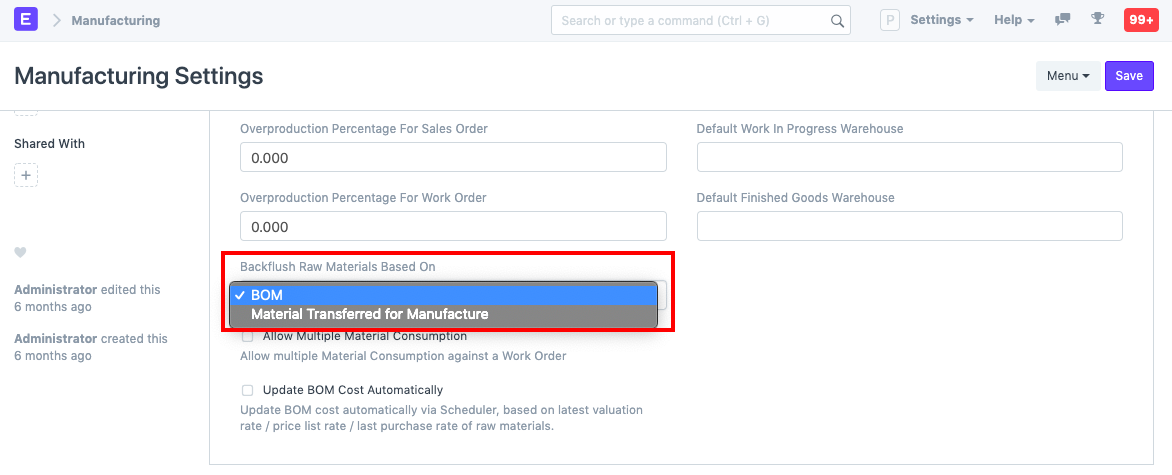 E
Manufacturing
Search or type a command (Ctrl + G)
P
Settings
Help
99+
Manufacturing Settings
Menu
Save
Shared With
+
Administrator edited this
6 months ago
Administrator created this
6 months ago
Overproduction Percentage For Sales Order
0.000
Overproduction Percentage For Work Order
0.000
Backflush Raw Materials Based On
✓ BOM
Material Transferred for Manufacture
Allow Multiple Material Consumption
Allow multiple Material Consumption against a Work Order
Update BOM Cost Automatically
Update BOM cost automatically via Scheduler, based on latest valuation
rate / price list rate / last purchase rate of raw materials.
Default Work In Progress Warehouse
Default Finished Goods Warehouse